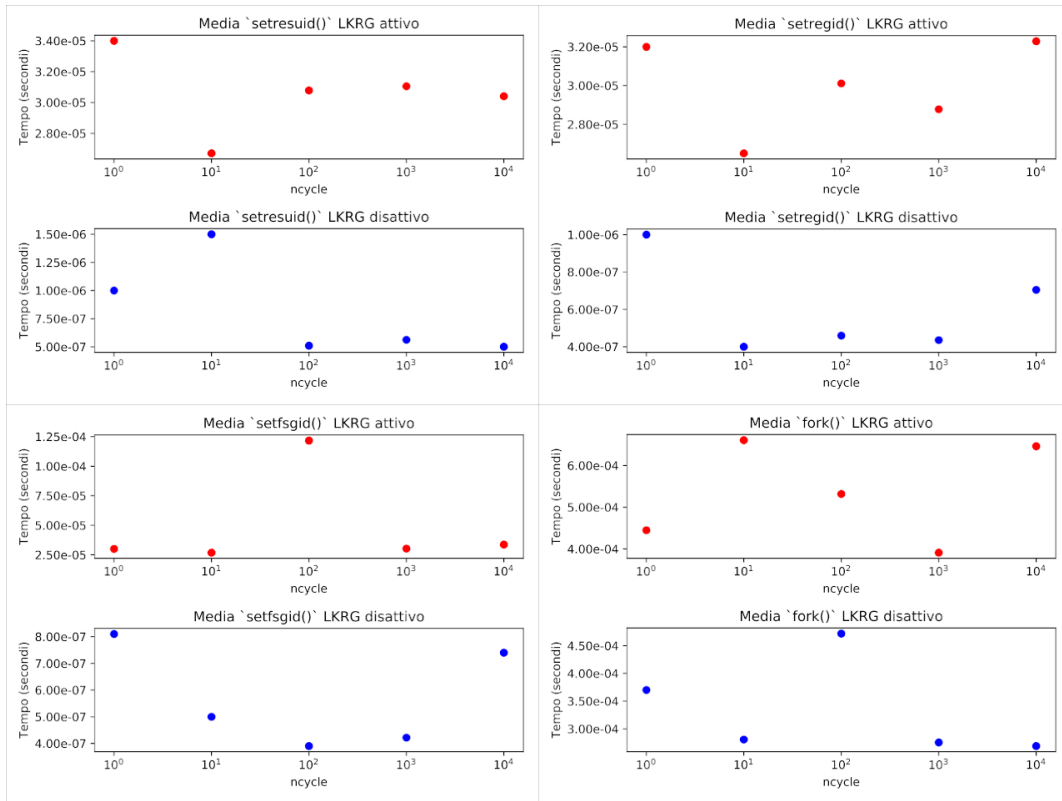 Media `setresuid()` LKRG attivo
Tempo (secondi)
3.40e-05
3.20e-05
3.00e-05
2.80e-05
10^0 10^1 10^2 10^3 10^4
ncycle
Media `setresuid()` LKRG disattivo
Tempo (secondi)
1.50e-06
1.25e-06
1.00e-06
7.50e-07
5.00e-07
10^0 10^1 10^2 10^3 10^4
ncycle
Media `setregid()` LKRG attivo
Tempo (secondi)
3.20e-05
3.00e-05
2.80e-05
10^0 10^1 10^2 10^3 10^4
ncycle
Media `setregid()` LKRG disattivo
Tempo (secondi)
1.00e-06
8.00e-07
6.00e-07
4.00e-07
10^0 10^1 10^2 10^3 10^4
ncycle
Media `setfsgid()` LKRG attivo
Tempo (secondi)
1.25e-04
1.00e-04
7.50e-05
5.00e-05
2.50e-05
10^0 10^1 10^2 10^3 10^4
ncycle
Media `setfsgid()` LKRG disattivo
Tempo (secondi)
8.00e-07
7.00e-07
6.00e-07
5.00e-07
4.00e-07
10^0 10^1 10^2 10^3 10^4
ncycle
Media `fork()` LKRG attivo
Tempo (secondi)
6.00e-04
5.00e-04
4.00e-04
10^0 10^1 10^2 10^3 10^4
ncycle
Media `fork()` LKRG disattivo
Tempo (secondi)
4.50e-04
3.50e-04
3.00e-04
10^0 10^1 10^2 10^3 10^4
ncycle